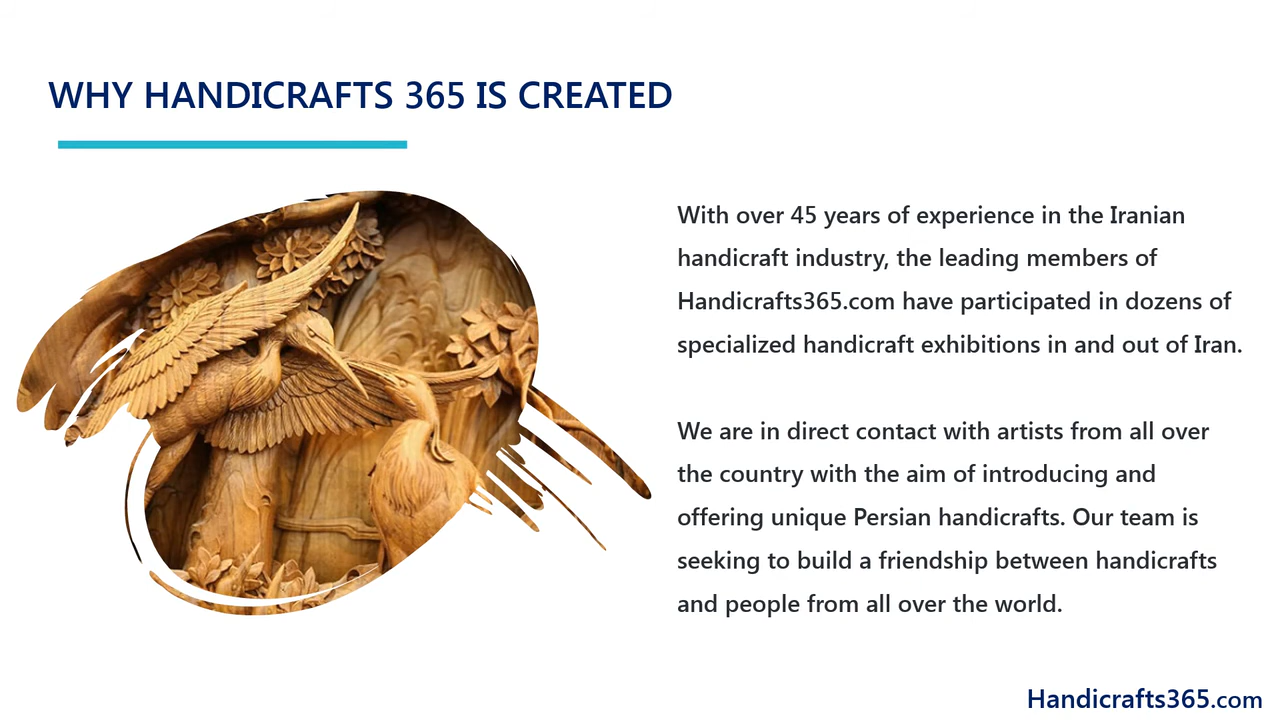 WHY HANDICRAFTS 365 IS CREATED
With over 45 years of experience in the Iranian
handicraft industry, the leading members of
Handicrafts365.com have participated in dozens of
specialized handicraft exhibitions in and out of Iran.
We are in direct contact with artists from all over
the country with the aim of introducing and
offering unique Persian handicrafts. Our team is
seeking to build a friendship between handicrafts
and people from all over the world.
Handicrafts365.com